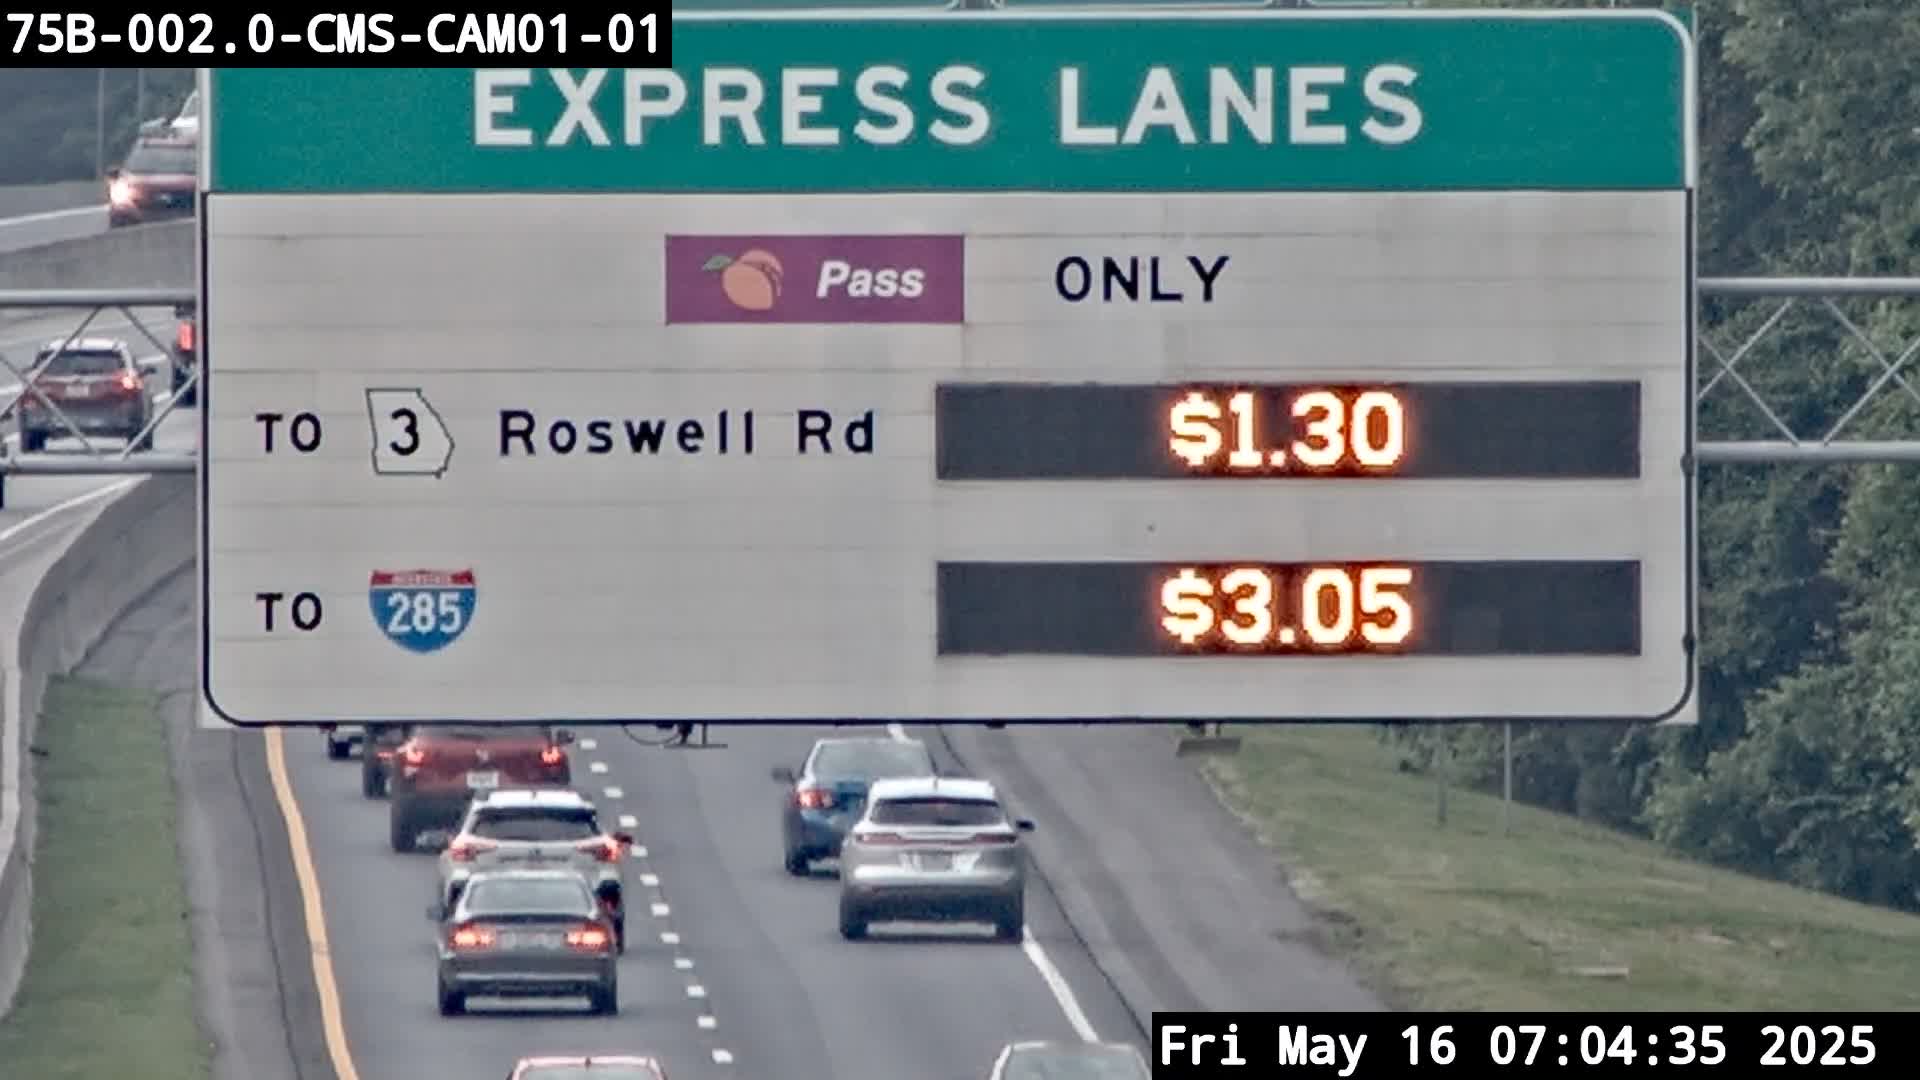 75B-002.0-CMS-CAM01-01
EXPRESS LANES
Pass ONLY
TO 3 Roswell Rd $1.30
TO 285 $3.05
Fri May 16 07:04:35 2025